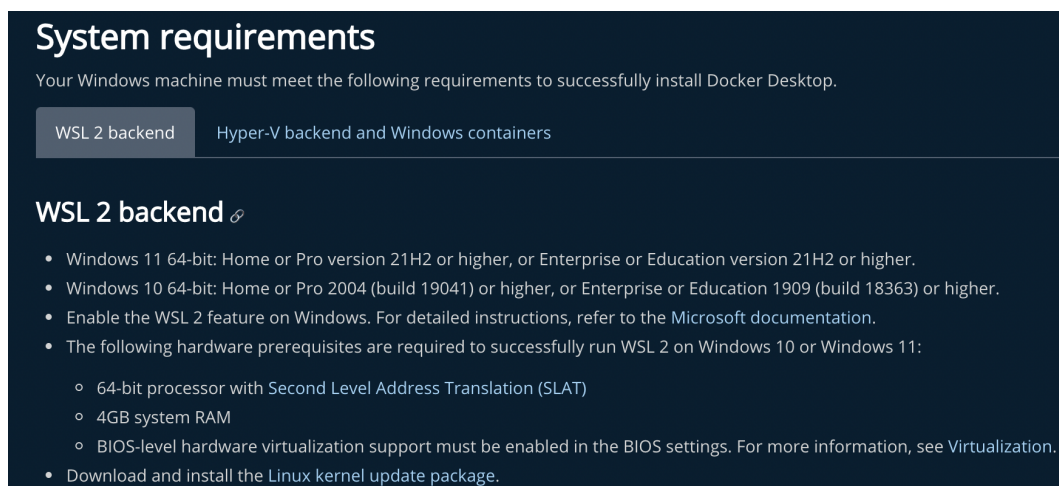 System requirements
Your Windows machine must meet the following requirements to successfully install Docker Desktop.
WSL 2 backend
Hyper-V backend and Windows containers
WSL 2 backend
Windows 11 64-bit: Home or Pro version 21H2 or higher, or Enterprise or Education version 21H2 or higher.
Windows 10 64-bit: Home or Pro 2004 (build 19041) or higher, or Enterprise or Education 1909 (build 18363) or higher.
Enable the WSL 2 feature on Windows. For detailed instructions, refer to the Microsoft documentation.
The following hardware prerequisites are required to successfully run WSL 2 on Windows 10 or Windows 11:
64-bit processor with Second Level Address Translation (SLAT)
4GB system RAM
BIOS-level hardware virtualization support must be enabled in the BIOS settings. For more information, see Virtualization.
Download and install the Linux kernel update package.